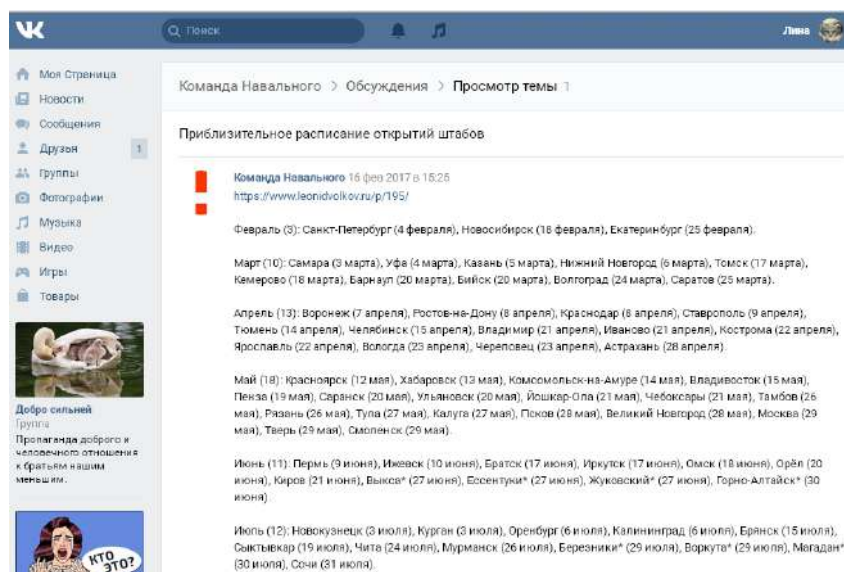 Поиск
Лина
Моя Страница
Новости
Сообщения
Друзья 1
Группы
Фотографии
Музыка
Видео
Игры
Товары
Добро сильней
Группа
Пропаганда доброго и
человечного отношения
к братьям нашим
меньшим.
КТО
ЭТО?
Команда Навального > Обсуждения > Просмотр темы 1
Приблизительное расписание открытий штабов
Команда Навального 16 фев 2017 в 15:25
https://www.leonidvolkov.ru/p/195/
Февраль (3): Санкт-Петербург (4 февраля), Новосибирск (18 февраля), Екатеринбург (25 февраля).
Март (10): Самара (3 марта), Уфа (4 марта), Казань (5 марта), Нижний Новгород (6 марта), Томск (17 марта),
Кемерово (18 марта), Барнаул (20 марта), Бийск (20 марта), Волгоград (24 марта), Саратов (25 марта).
Апрель (13): Воронеж (7 апреля), Ростов-на-Дону (8 апреля), Краснодар (8 апреля), Ставрополь (9 апреля),
Тюмень (14 апреля), Челябинск (15 апреля), Владимир (21 апреля), Иваново (21 апреля), Кострома (22 апреля),
Ярославль (22 апреля), Вологда (23 апреля), Череповец (23 апреля), Астрахань (28 апреля).
Май (18): Красноярск (12 мая), Хабаровск (13 мая), Комсомольск-на-Амуре (14 мая), Владивосток (15 мая),
Пенза (19 мая), Саранск (20 мая), Ульяновск (20 мая), Йошкар-Ола (21 мая), Чебоксары (21 мая), Тамбов (26
мая), Рязань (26 мая), Тула (27 мая), Калуга (27 мая), Псков (28 мая), Великий Новгород (28 мая), Москва (29
мая), Тверь (29 мая), Смоленск (29 мая).
Июнь (11): Пермь (9 июня), Ижевск (10 июня), Братск (17 июня), Иркутск (17 июня), Омск (18 июня), Орёл (20
июня), Киров (21 июня), Выкса* (27 июня), Ессентуки* (27 июня), Жуковский* (27 июня), Горно-Алтайск* (30
июня)
Июль (12): Новокузнецк (3 июля), Курган (3 июля), Оренбург (6 июля), Калининград (6 июля), Брянск (15 июля),
Сыктывкар (19 июля), Чита (24 июля), Мурманск (26 июля), Березники* (29 июля), Воркута* (29 июля), Магадан*
(30 июля), Сочи (31 июля).